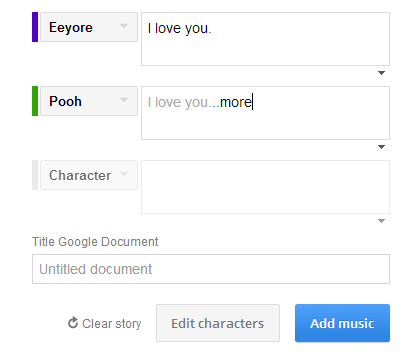 Eeyore
I love you.
Pooh
I love you...more
Character
Title Google Document
Untitled document
Clear story
Edit characters
Add music